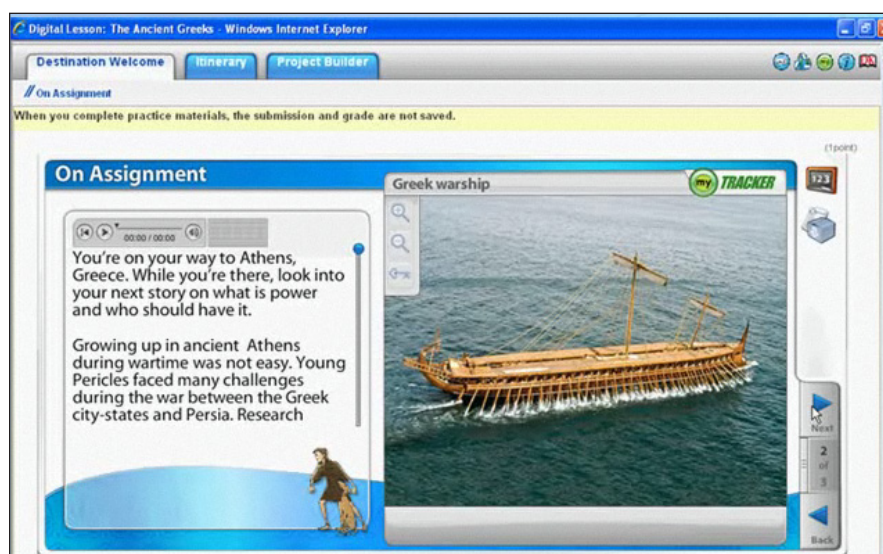 Digital Lesson: The Ancient Greeks - Windows Internet Explorer
Destination Welcome
Itinerary
Project Builder
my
// On Assignment
When you complete practice materials, the submission and grade are not saved.
(1point)
On Assignment
Greek warship
my TRACKER
123
00:00 / 00:00
You're on your way to Athens,
Greece. While you're there, look into
your next story on what is power
and who should have it.
Growing up in ancient Athens
during wartime was not easy. Young
Pericles faced many challenges
during the war between the Greek
city-states and Persia. Research
Next
2
of
3
Back